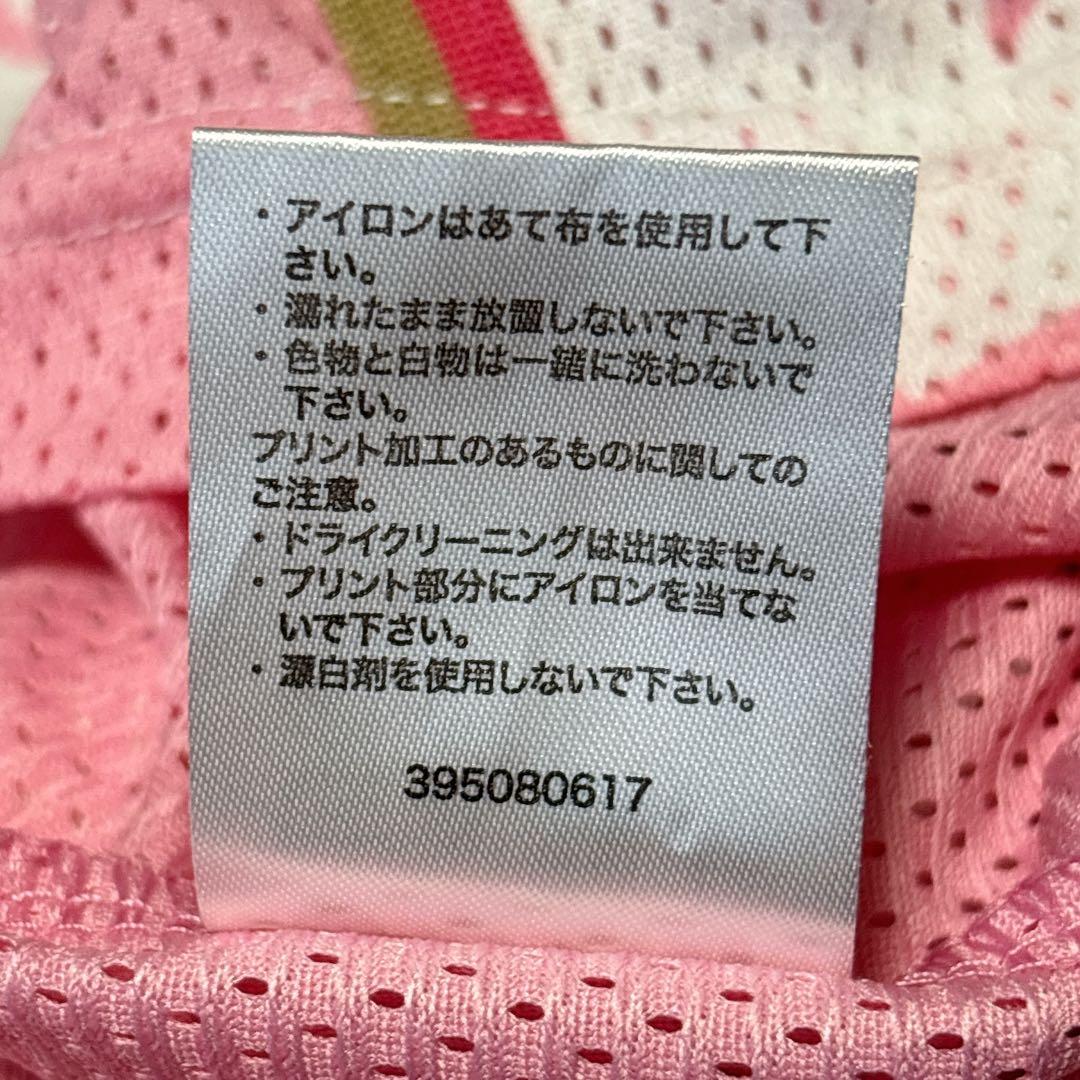 ・アイロンはあて布を使用して下
さい。
・濡れたまま放置しないで下さい。
・色物と白物は一緒に洗わないで
下さい。
プリント加工のあるものに関しての
ご注意。
・ドライクリーニングは出来ません。
・プリント部分にアイロンを当てな
いで下さい。
・漂白剤を使用しないで下さい。
395080617